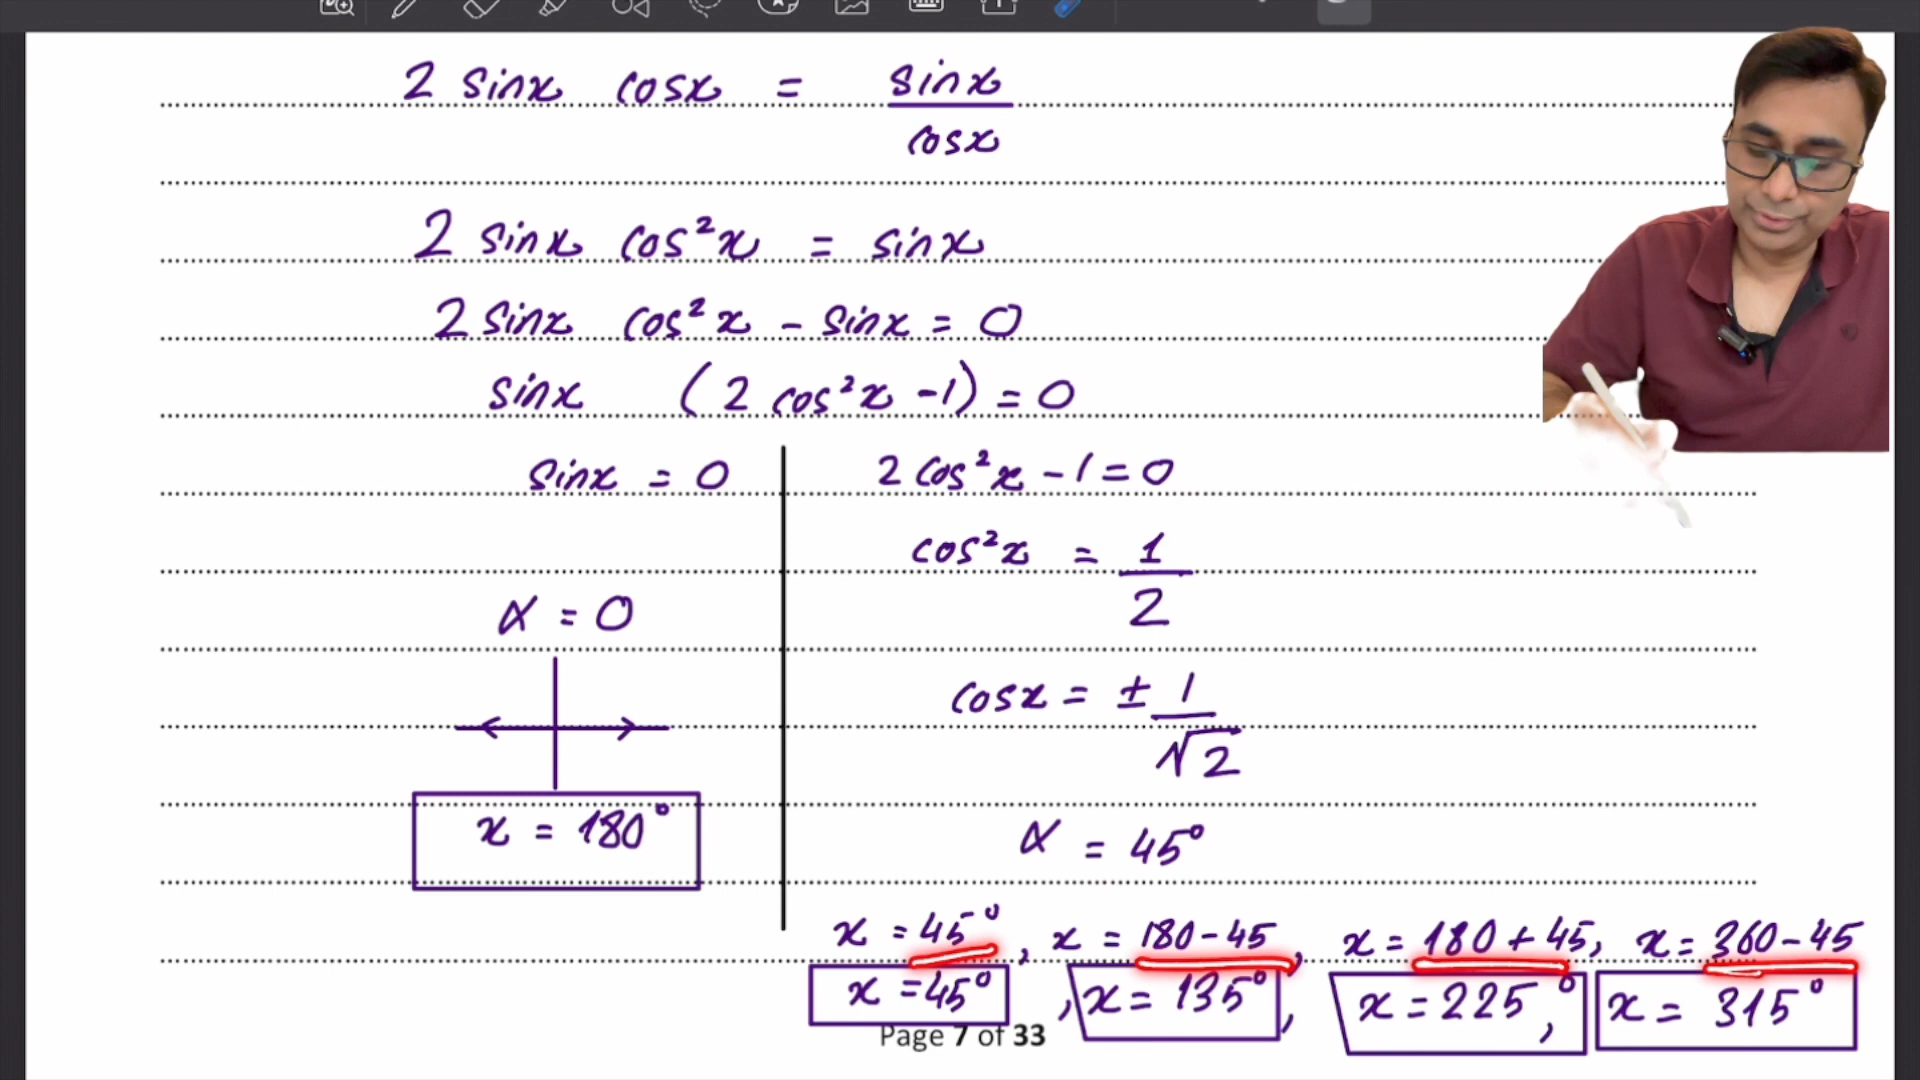 2 sinx cosx = sinx / cosx
2 sinx cos²x = sinx
2 sinx cos²x - sinx = 0
sinx (2 cos²x - 1) = 0
sinx = 0
α = 0
x = 180°
2 cos²x - 1 = 0
cos²x = 1/2
cosx = ± 1/√2
α = 45°
x = 45°, x = 180 - 45, x = 180 + 45, x = 360 - 45
x = 45°, x = 135°, x = 225°, x = 315°
Page 7 of 33